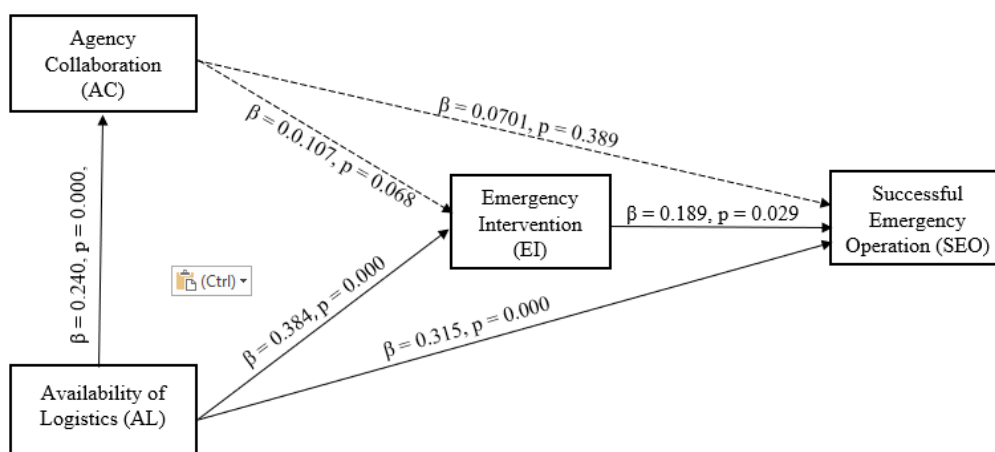 Agency
Collaboration
(AC)
β = 0.0701, p = 0.389
β = 0.0.107, p = 0.068
Emergency
Intervention
(EI)
β = 0.189, p = 0.029
Successful
Emergency
Operation (SEO)
β = 0.240, p = 0.000,
(Ctrl)
β = 0.384, p = 0.000
β = 0.315, p = 0.000
Availability of
Logistics (AL)